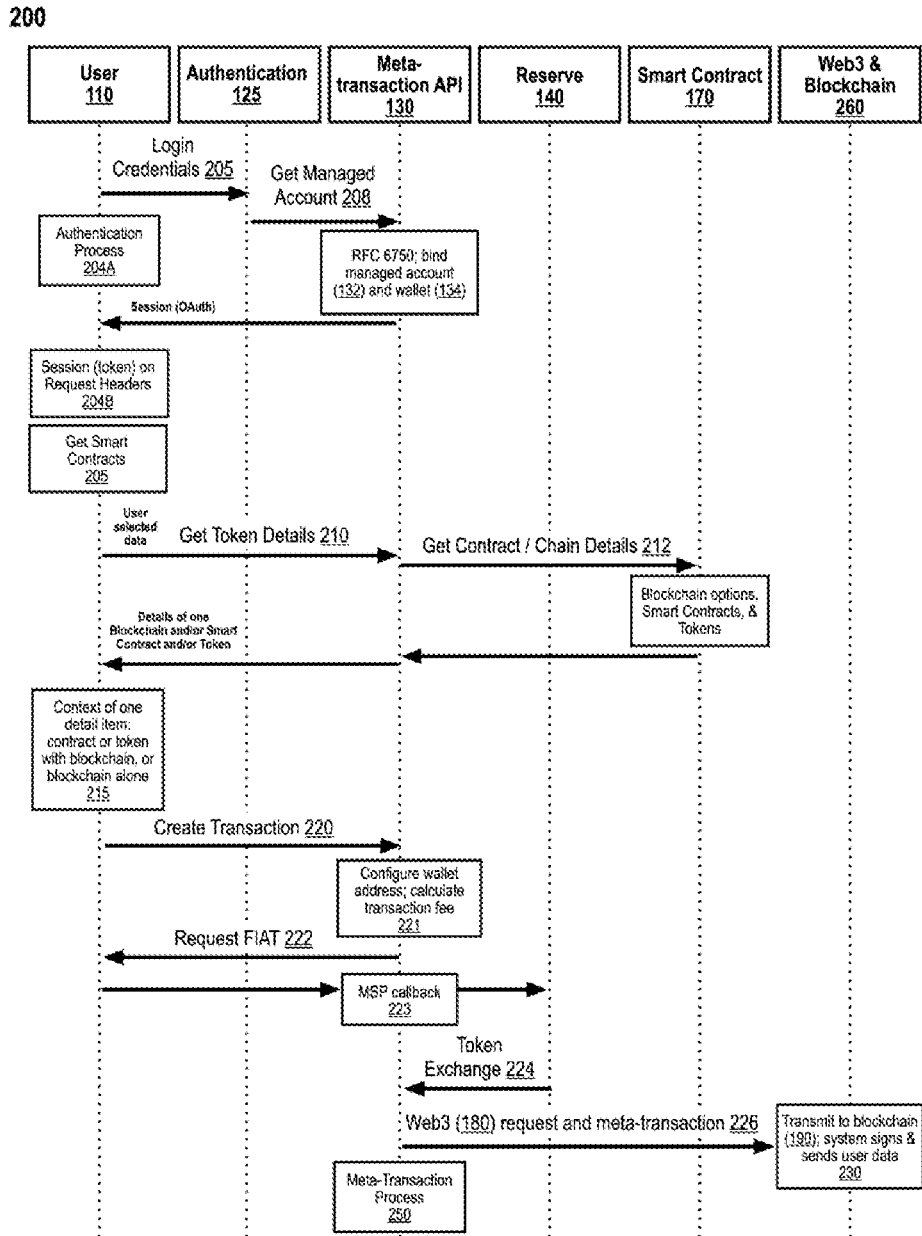 200
User
110
Authentication
125
Meta-
transaction API
130
Reserve
140
Smart Contract
170
Web3 &
Blockchain
260
Login
Credentials 205
Get Managed
Account 208
Authentication
Process
204A
RFC 6750; bind
managed account
(132) and wallet (134)
Session (OAuth)
Session (token) on
Request Headers
204B
Get Smart
Contracts
205
User
selected
data
Get Token Details 210
Get Contract / Chain Details 212
Blockchain options,
Smart Contracts, &
Tokens
Details of one
Blockchain and/or Smart
Contract and/or Token
Context of one
detail item:
contract or token
with blockchain, or
blockchain alone
215
Create Transaction 220
Configure wallet
address; calculate
transaction fee
221
Request FIAT 222
MSP callback
223
Token
Exchange 224
Web3 (180) request and meta-transaction 226
Transmit to blockchain
(190); system signs &
sends user data
230
Meta-Transaction
Process
250